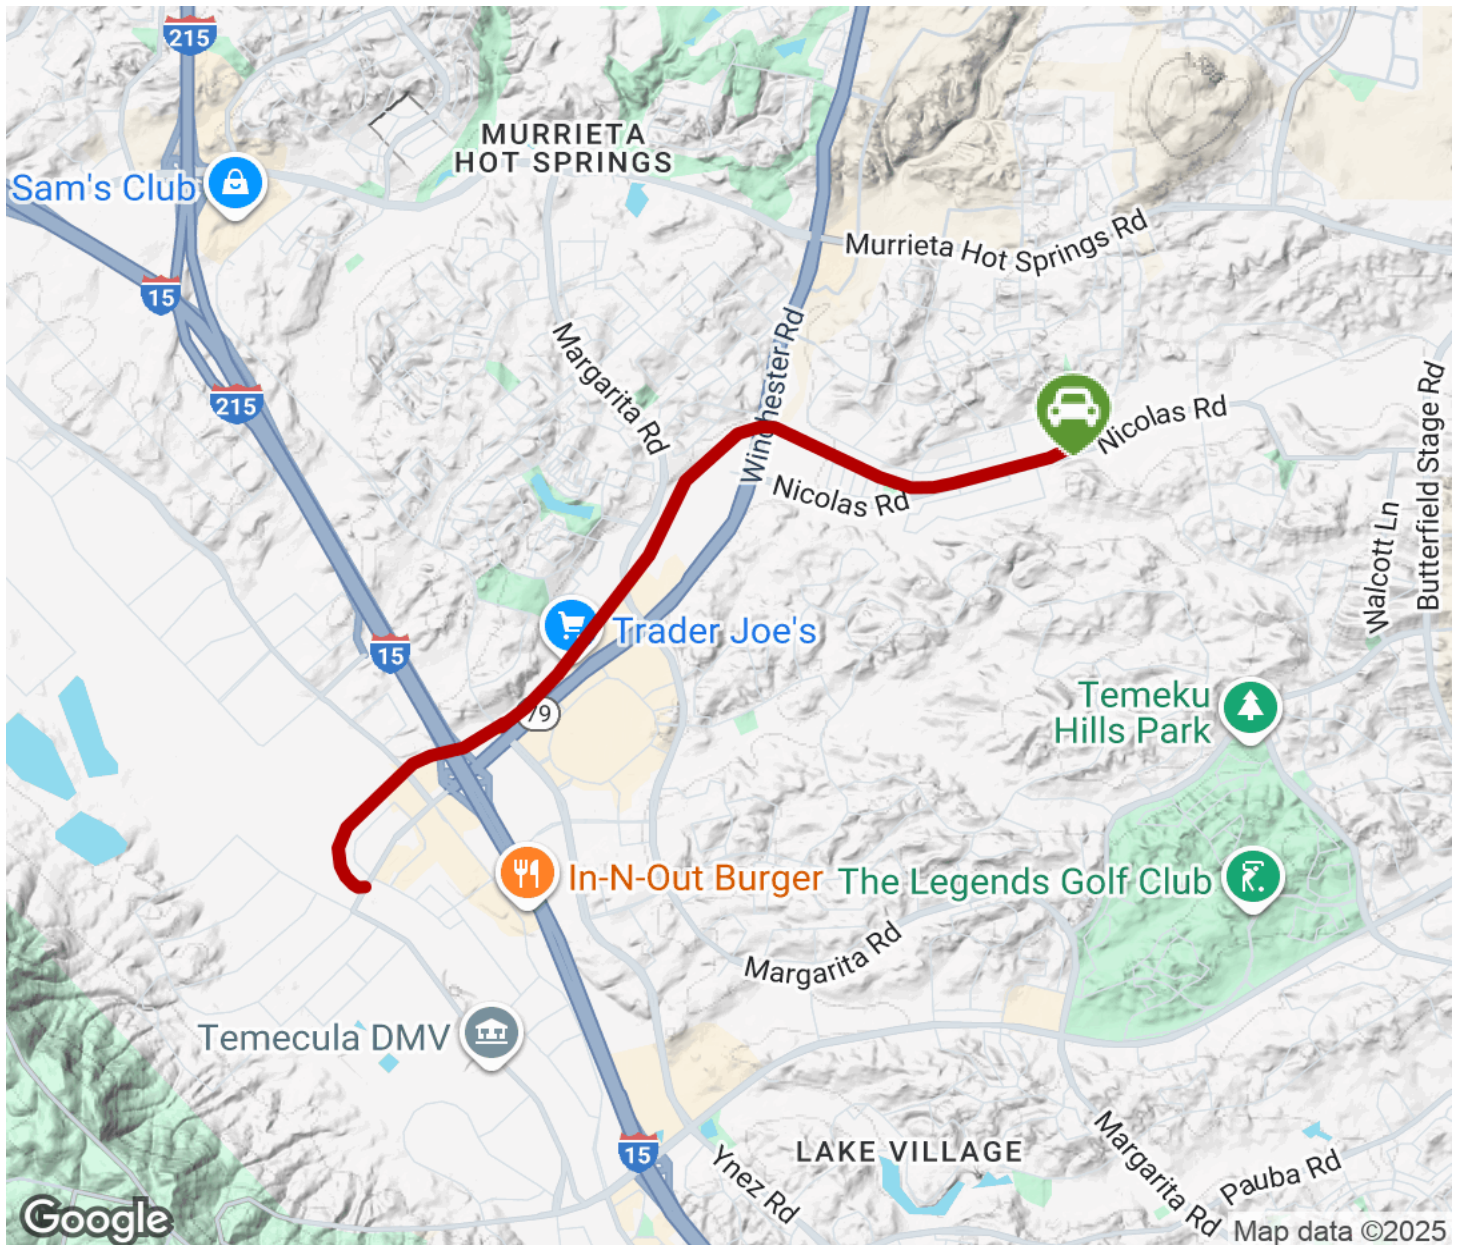 215
MURRIETA
HOT SPRINGS
Sam's Club
Murrieta Hot Springs Rd
15
Winchester Rd
Margarita Rd
215
Nicolas Rd
Butterfield Stage Rd
Nicolas Rd
Walcott Ln
Trader Joe's
15
Temeku
Hills Park
79
In-N-Out Burger
The Legends Golf Club
Margarita Rd
Temecula DMV
15
LAKE VILLAGE
Ynez Rd
Margarita Rd
Pauba Rd
Google
Map data ©2025